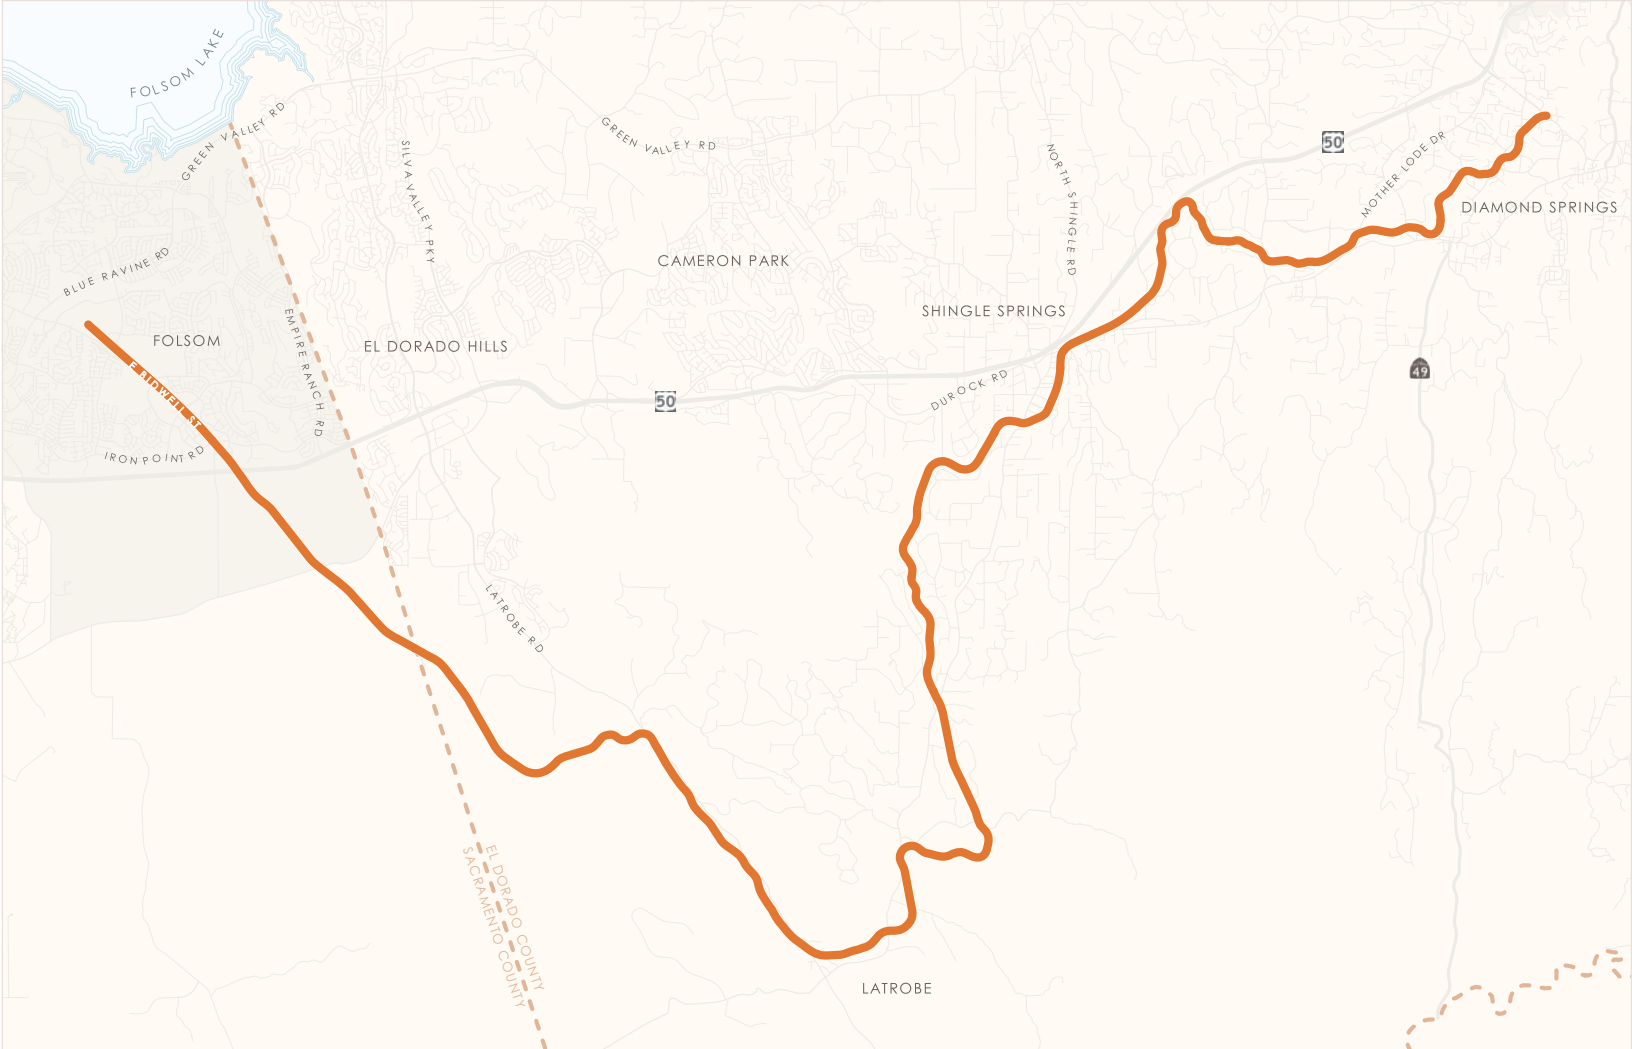 FOLSOM LAKE
GREEN VALLEY RD
GREEN VALLEY RD
SILVA VALLEY PKY
NORTH SHINGLE RD
50
MOTHER LODE DR
DIAMOND SPRINGS
BLUE RAVINE RD
CAMERON PARK
SHINGLE SPRINGS
FOLSOM
EMPIRE RANCH RD
EL DORADO HILLS
E BIDWELL ST
50
DUROCK RD
49
IRON POINT RD
LATROBE RD
EL DORADO COUNTY
SACRAMENTO COUNTY
LATROBE